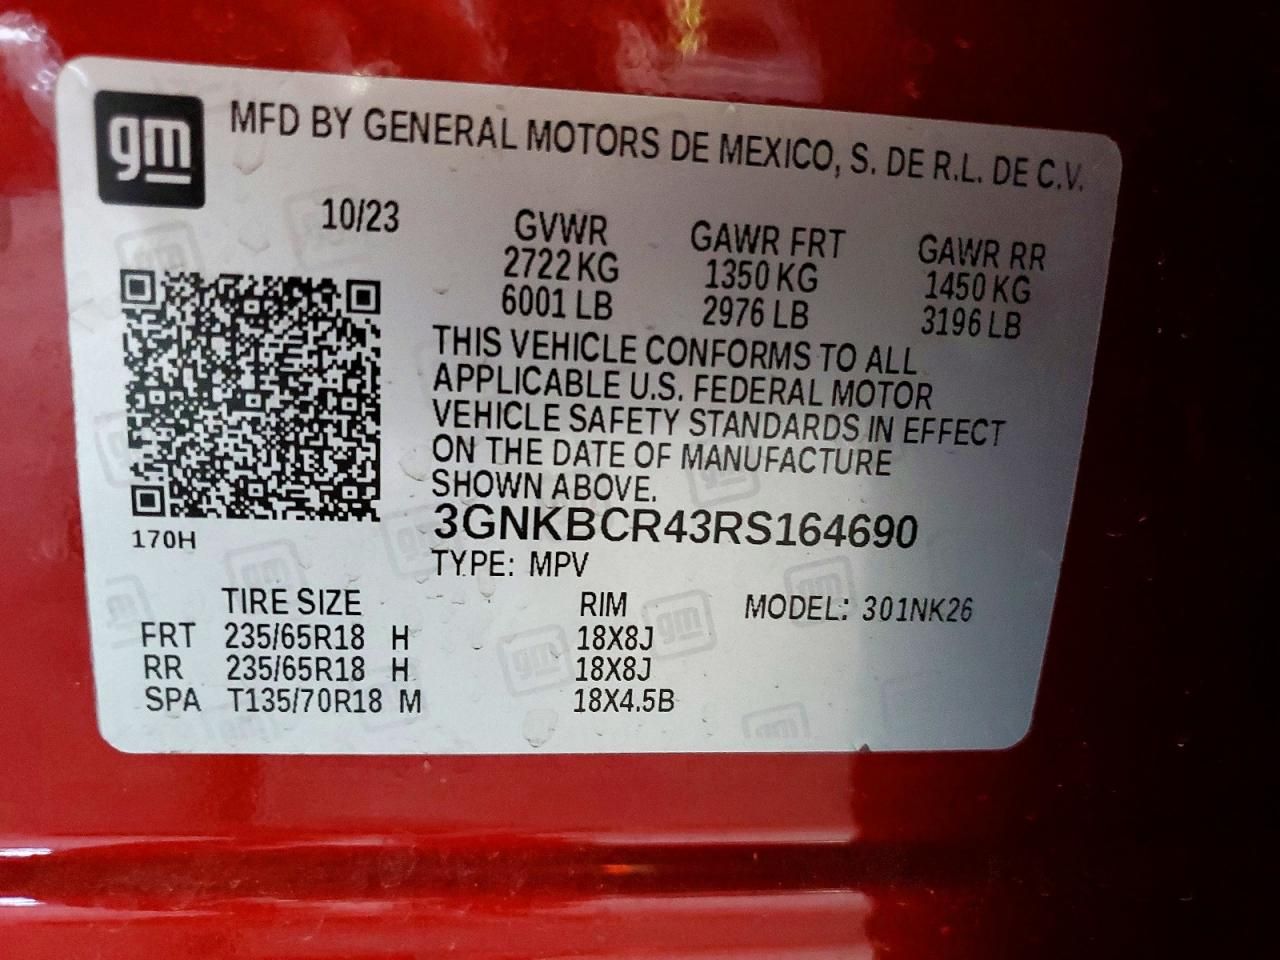 gm MFD BY GENERAL MOTORS DE MEXICO, S. DE R.L. DE C.V.
10/23 GVWR GAWR FRT GAWR RR
2722 KG 1350 KG 1450 KG
6001 LB 2976 LB 3196 LB
THIS VEHICLE CONFORMS TO ALL
APPLICABLE U.S. FEDERAL MOTOR
VEHICLE SAFETY STANDARDS IN EFFECT
ON THE DATE OF MANUFACTURE
SHOWN ABOVE.
170H 3GNKBCR43RS164690
TYPE: MPV
TIRE SIZE RIM MODEL: 301NK26
FRT 235/65R18 H 18X8J
RR 235/65R18 H 18X8J
SPA T135/70R18 M 18X4.5B